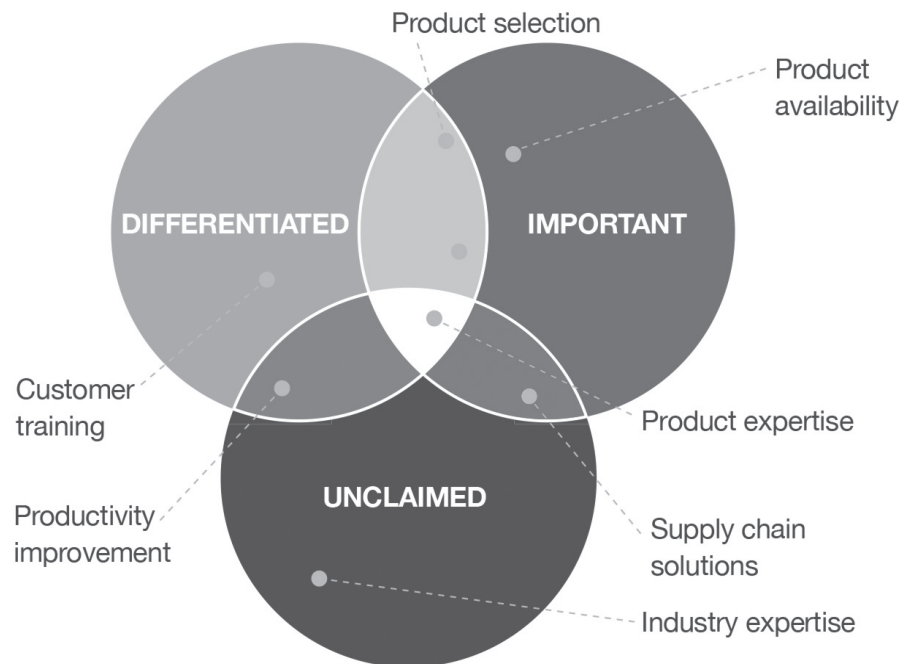 Product selection
Product
availability
DIFFERENTIATED
IMPORTANT
Customer
training
Product expertise
UNCLAIMED
Productivity
improvement
Supply chain
solutions
Industry expertise